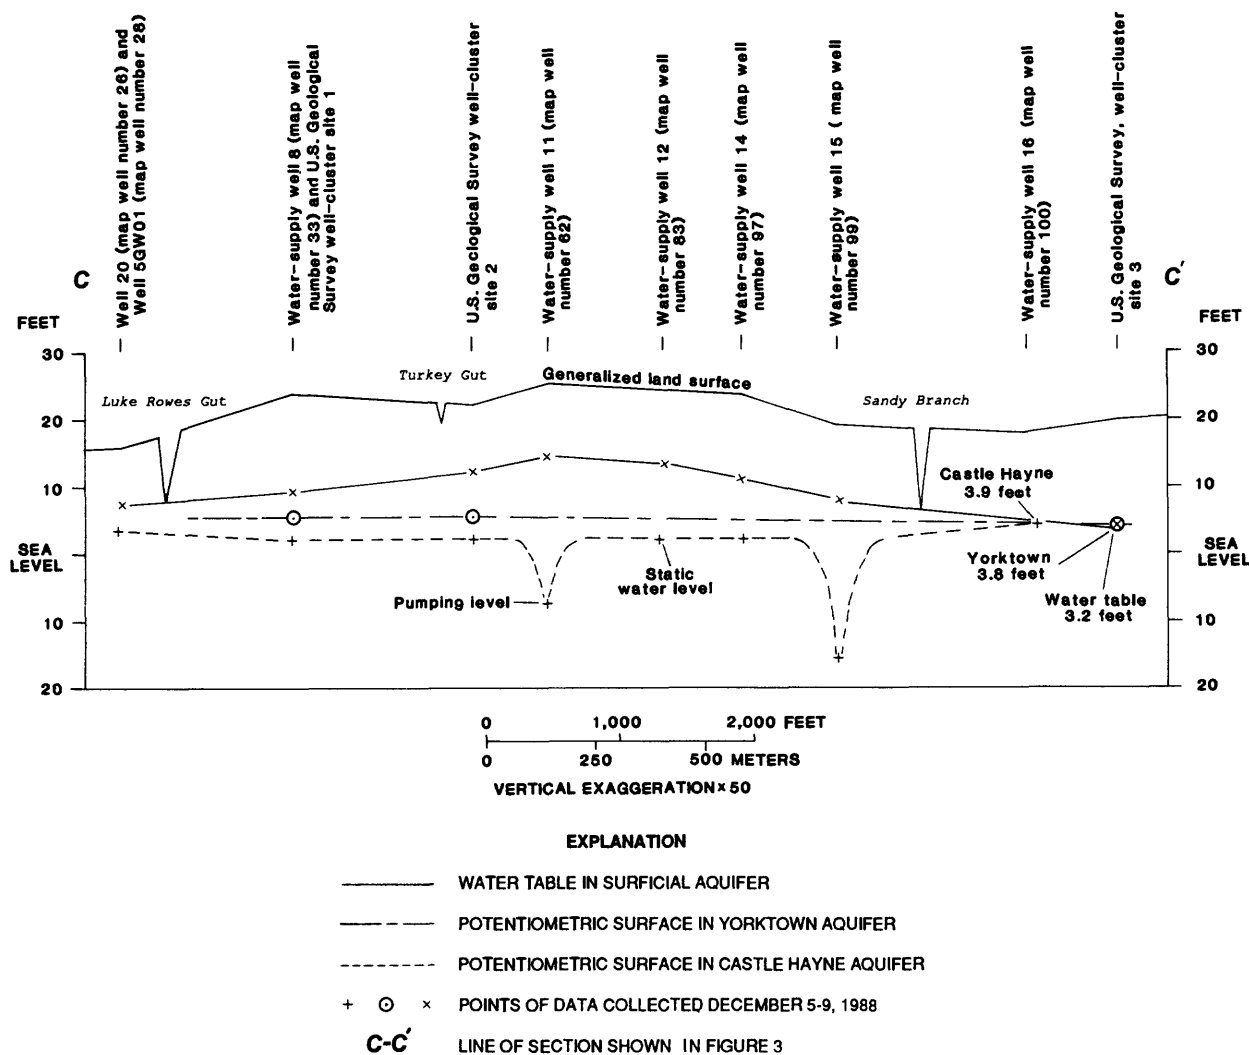 Well 20 (map well number 26) and
Well 5GW01 (map well number 28)
Water-supply well 8 (map well
number 33) and U.S. Geological
Survey well-cluster site 1
U.S. Geological Survey well-cluster
site 2
Water-supply well 11 (map well
number 62)
Water-supply well 12 (map well
number 83)
Water-supply well 14 (map well
number 97)
Water-supply well 15 ( map well
number 99)
Water-supply well 16 (map well
number 100)
U.S. Geological Survey, well-cluster
site 3
C
C'
FEET
FEET
30
30
Turkey Gut
Generalized land surface
Luke Rowes Gut
Sandy Branch
20
20
10
10
Castle Hayne
3.9 feet
SEA
LEVEL
SEA
LEVEL
Static
water level
Yorktown
3.8 feet
Pumping level
Water table
3.2 feet
10
10
20
20
0 1,000 2,000 FEET
0 250 500 METERS
VERTICAL EXAGGERATION×50
EXPLANATION
WATER TABLE IN SURFICIAL AQUIFER
POTENTIOMETRIC SURFACE IN YORKTOWN AQUIFER
POTENTIOMETRIC SURFACE IN CASTLE HAYNE AQUIFER
POINTS OF DATA COLLECTED DECEMBER 5-9, 1988
C-C' LINE OF SECTION SHOWN IN FIGURE 3